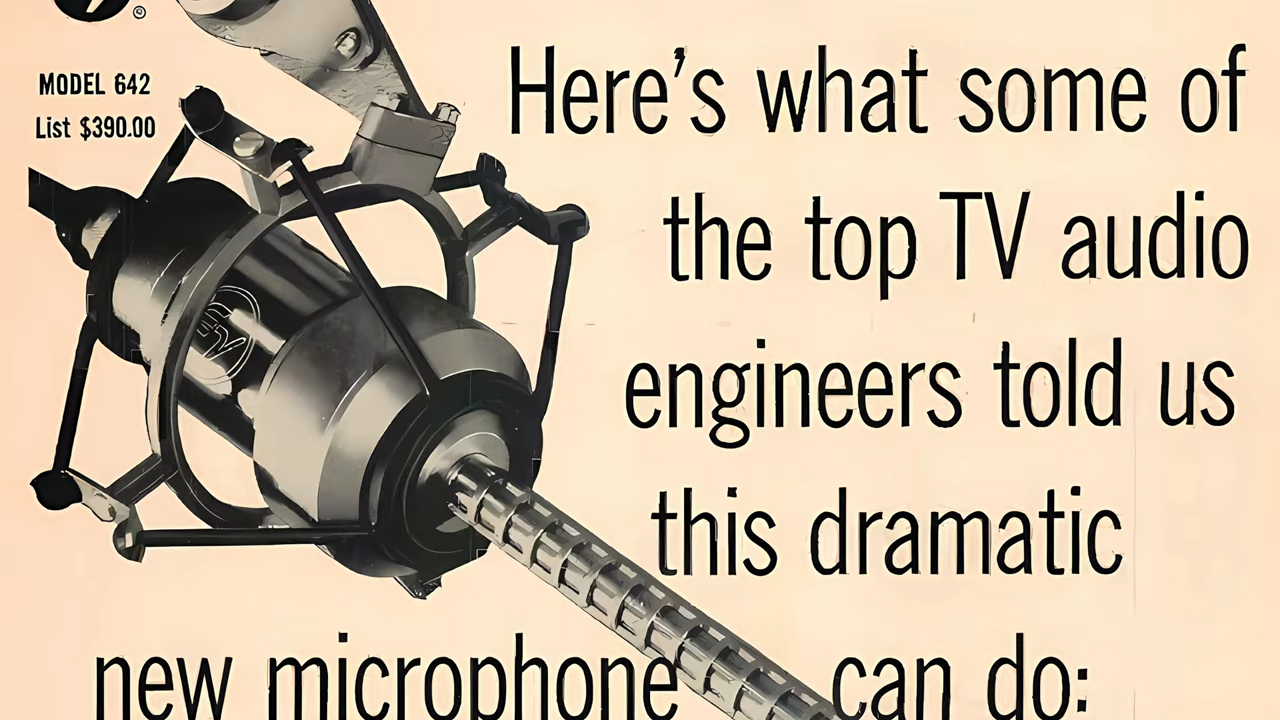 ®
MODEL 642
List $390.00
Here's what some of
the top TV audio
engineers told us
this dramatic
new microphone can do:
EV